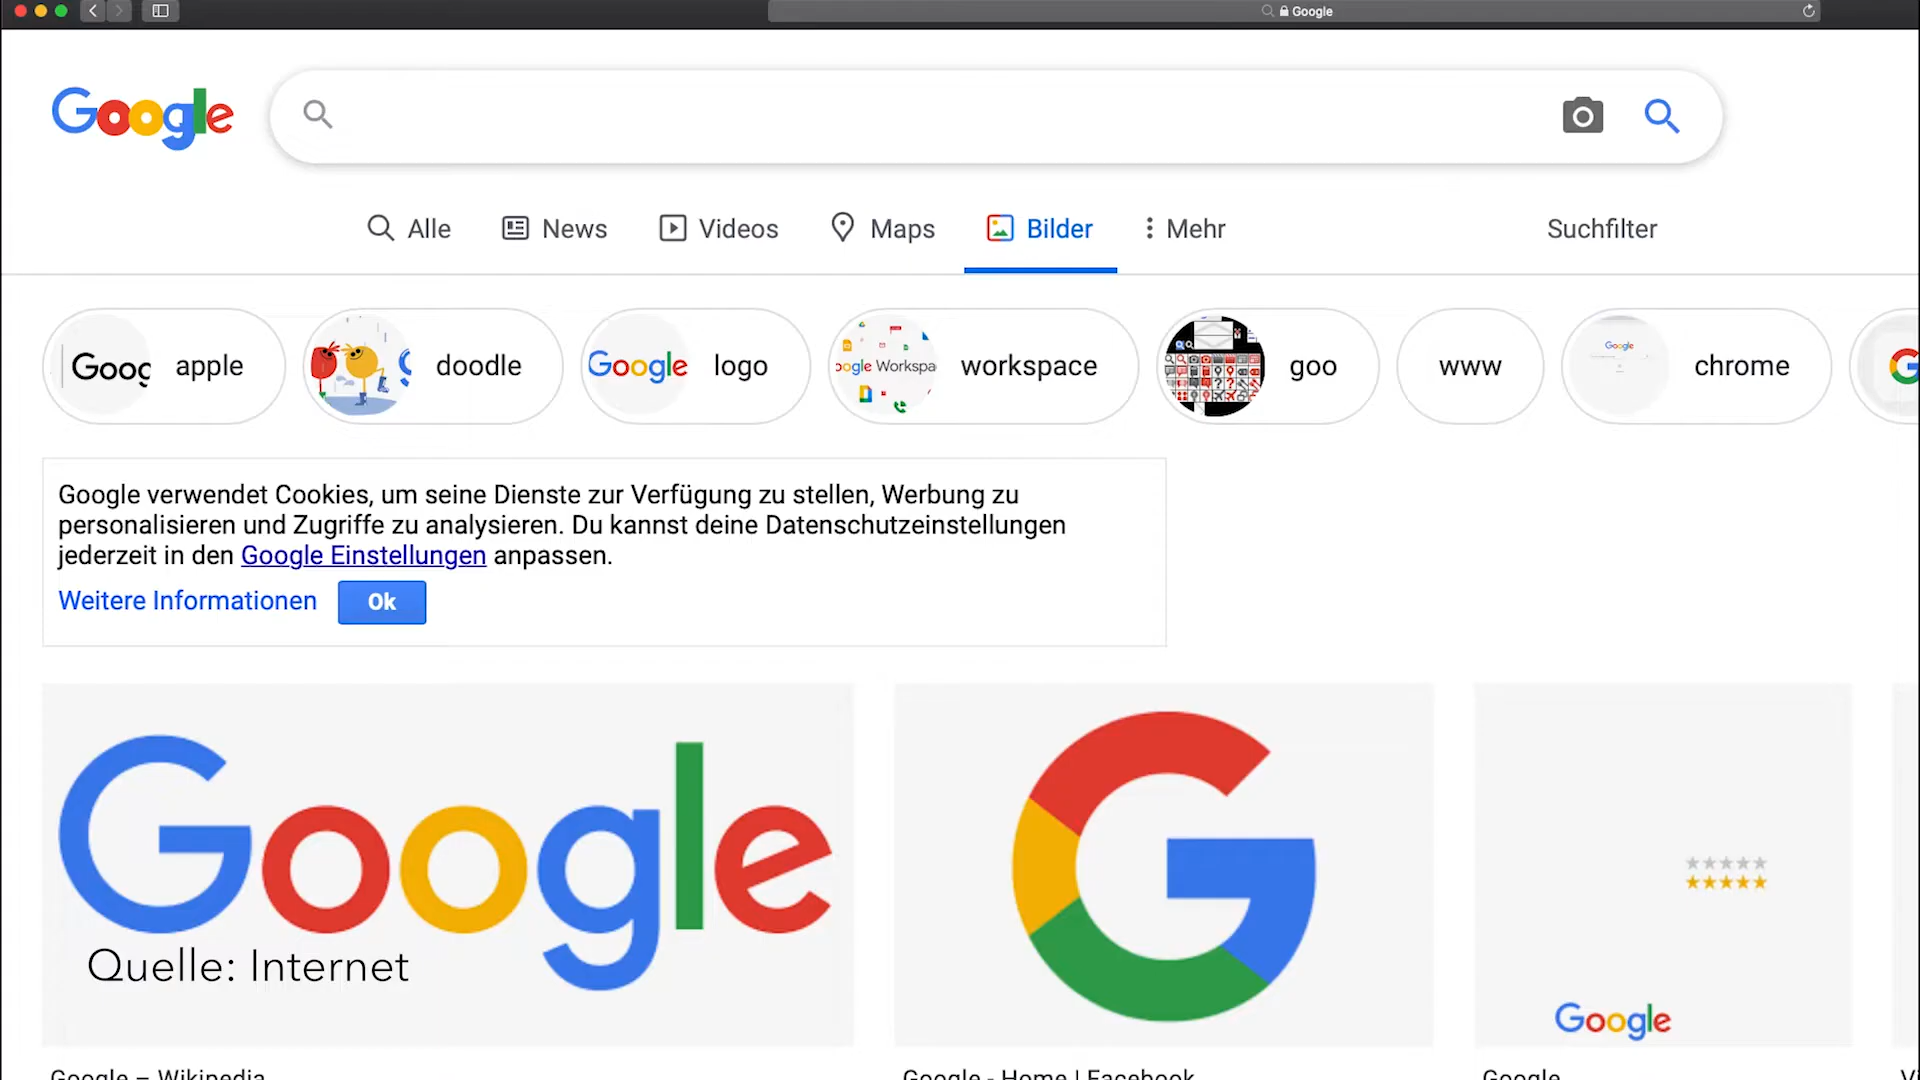 Google
Google
Alle
News
Videos
Maps
Bilder
Mehr
Suchfilter
apple
doodle
Google
logo
workspace
goo
www
Google
chrome
Google verwendet Cookies, um seine Dienste zur Verfügung zu stellen, Werbung zu
personalisieren und Zugriffe zu analysieren. Du kannst deine Datenschutzeinstellungen
jederzeit in den Google Einstellungen anpassen.
Weitere Informationen
Ok
Google
Quelle: Internet
G
Google
Google – Wikipedia
Google - Home | Facebook
Google